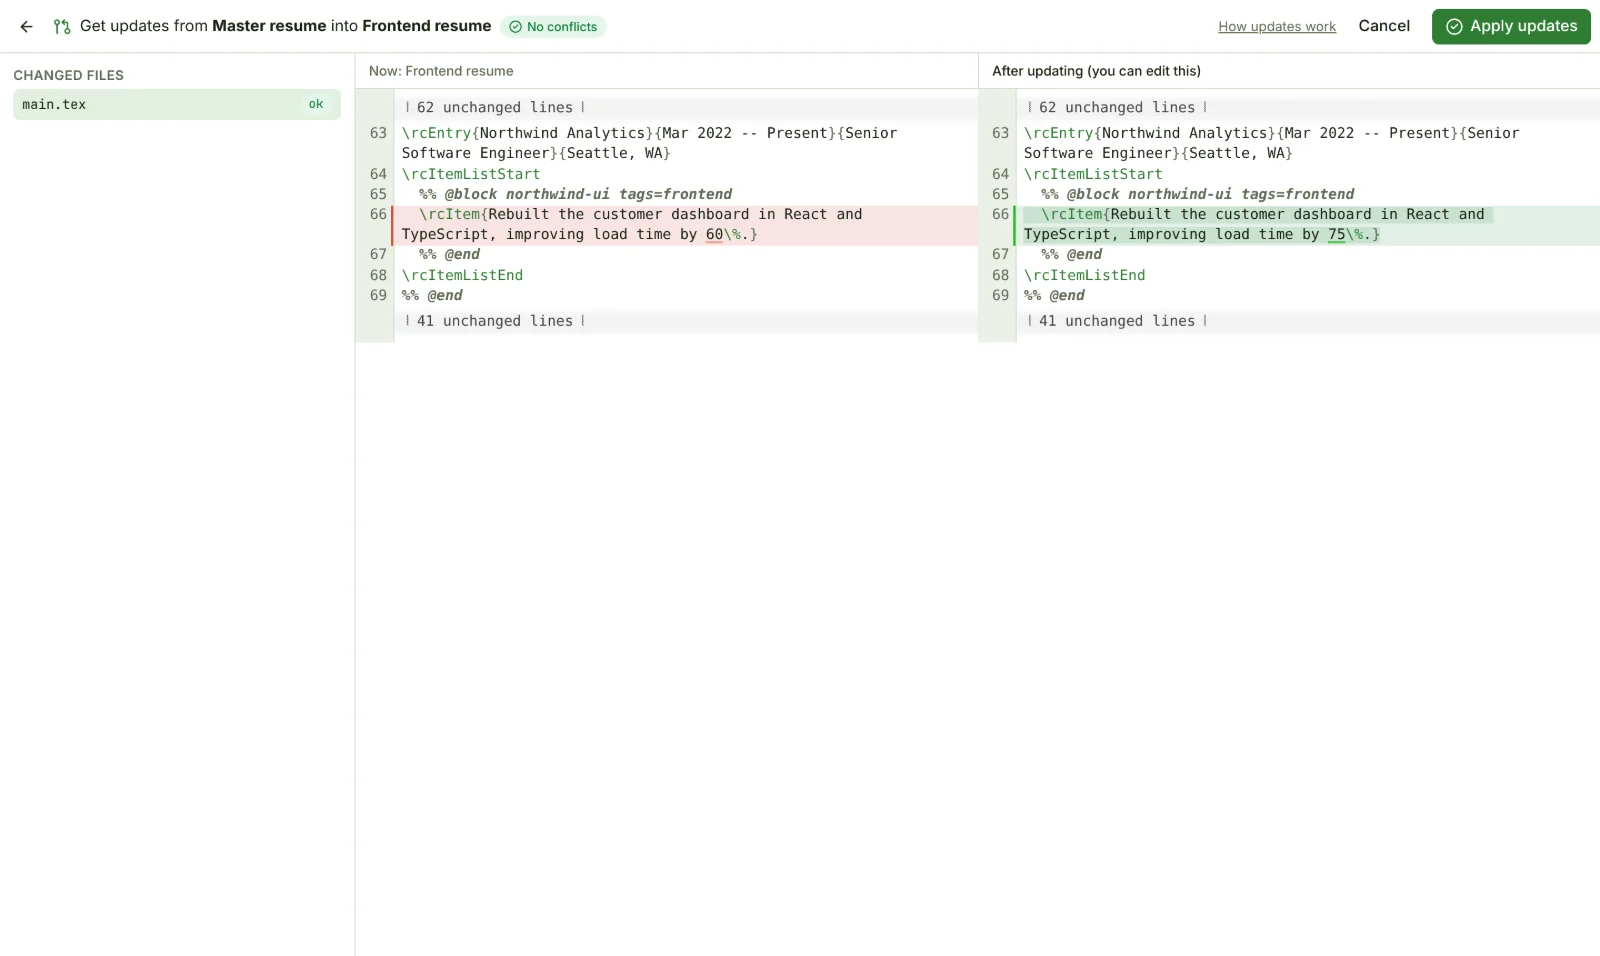 Get updates from Master resume into Frontend resume No conflicts How updates work Cancel Apply updates
CHANGED FILES
main.tex ok
Now: Frontend resume
62 unchanged lines
63 \rcEntry{Northwind Analytics}{Mar 2022 -- Present}{Senior
Software Engineer}{Seattle, WA}
64 \rcItemListStart
65 %% @block northwind-ui tags=frontend
66 \rcItem{Rebuilt the customer dashboard in React and
TypeScript, improving load time by 60\%.}
67 %% @end
68 \rcItemListEnd
69 %% @end
41 unchanged lines
After updating (you can edit this)
62 unchanged lines
63 \rcEntry{Northwind Analytics}{Mar 2022 -- Present}{Senior
Software Engineer}{Seattle, WA}
64 \rcItemListStart
65 %% @block northwind-ui tags=frontend
66 \rcItem{Rebuilt the customer dashboard in React and
TypeScript, improving load time by 75\%.}
67 %% @end
68 \rcItemListEnd
69 %% @end
41 unchanged lines